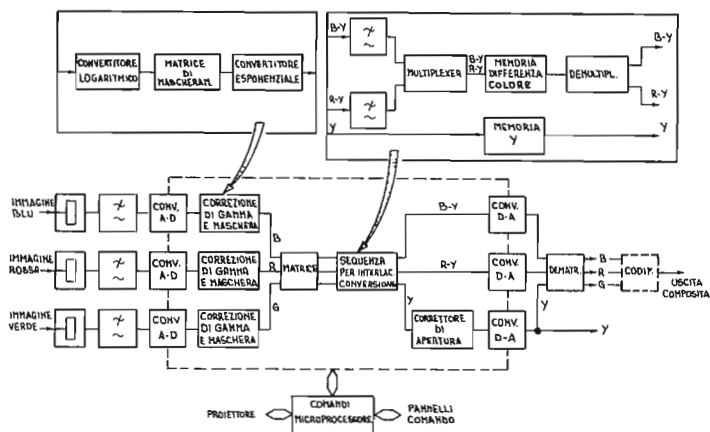 CONVERTITORE
LOGARITMICO
MATRICE
DI
MASCHERAM.
CONVERTITORE
ESPONENZIALE
B-Y
R-Y
Y
MULTIPLEXER
B-Y
R-Y
MEMORIA
DIFFERENZA
COLORE
DEMULTIPL.
B-Y
R-Y
MEMORIA
Y
Y
IMMAGINE
BLU
CONV.
A-D
CORREZIONE
DI GAMMA
E MASCHERA
B
IMMAGINE
ROSSA
CONV.
A-D
CORREZIONE
DI GAMMA
E MASCHERA
R
IMMAGINE
VERDE
CONV
A-D
CORREZIONE
DI GAMMA
E MASCHERA
G
MATRICE
SEQUENZA
PER INTERLAC.
CONVERSIONE
B-Y
R-Y
Y
CORRETTORE
DI
APERTURA
CONV.
D-A
CONV.
D-A
CONV.
D-A
DEMATR.
Y
B
R
G
CODIF.
USCITA
COMPOSITA
Y
PROIETTORE
COMANDI
MICROPROCESSORE
PANNELLI
COMANDO